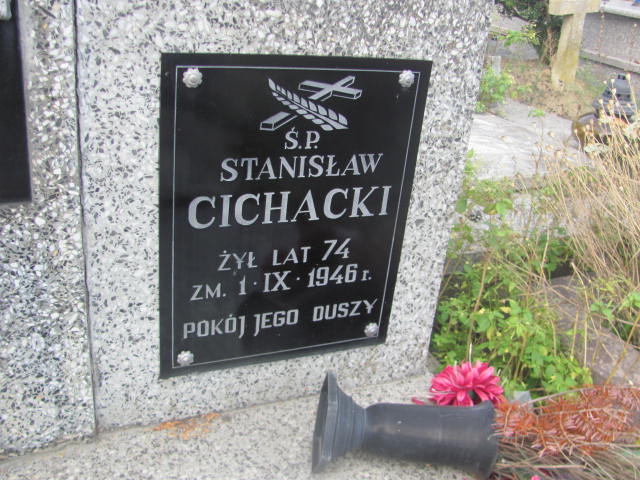 Ś.P.
STANISŁAW
CICHACKI
ŻYŁ LAT 74
ZM. 1·IX·1946 r.
POKÓJ JEGO DUSZY